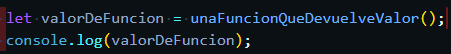 let valorDeFuncion = unaFuncionQueDevuelveValor();
console.log(valorDeFuncion);